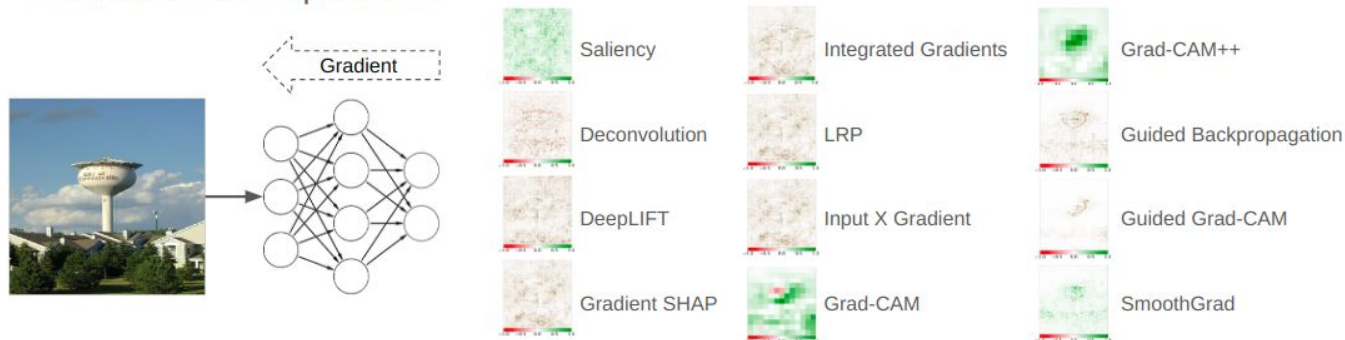 Gradient
Saliency
Deconvolution
DeepLIFT
Gradient SHAP
Integrated Gradients
LRP
Input X Gradient
Grad-CAM
Grad-CAM++
Guided Backpropagation
Guided Grad-CAM
SmoothGrad